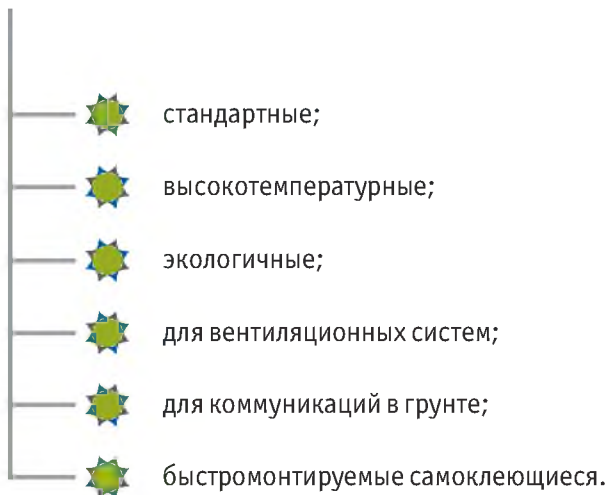 стандартные;
высокотемпературные;
экологичные;
для вентиляционных систем;
для коммуникаций в грунте;
быстромонтируемые самоклеющиеся.